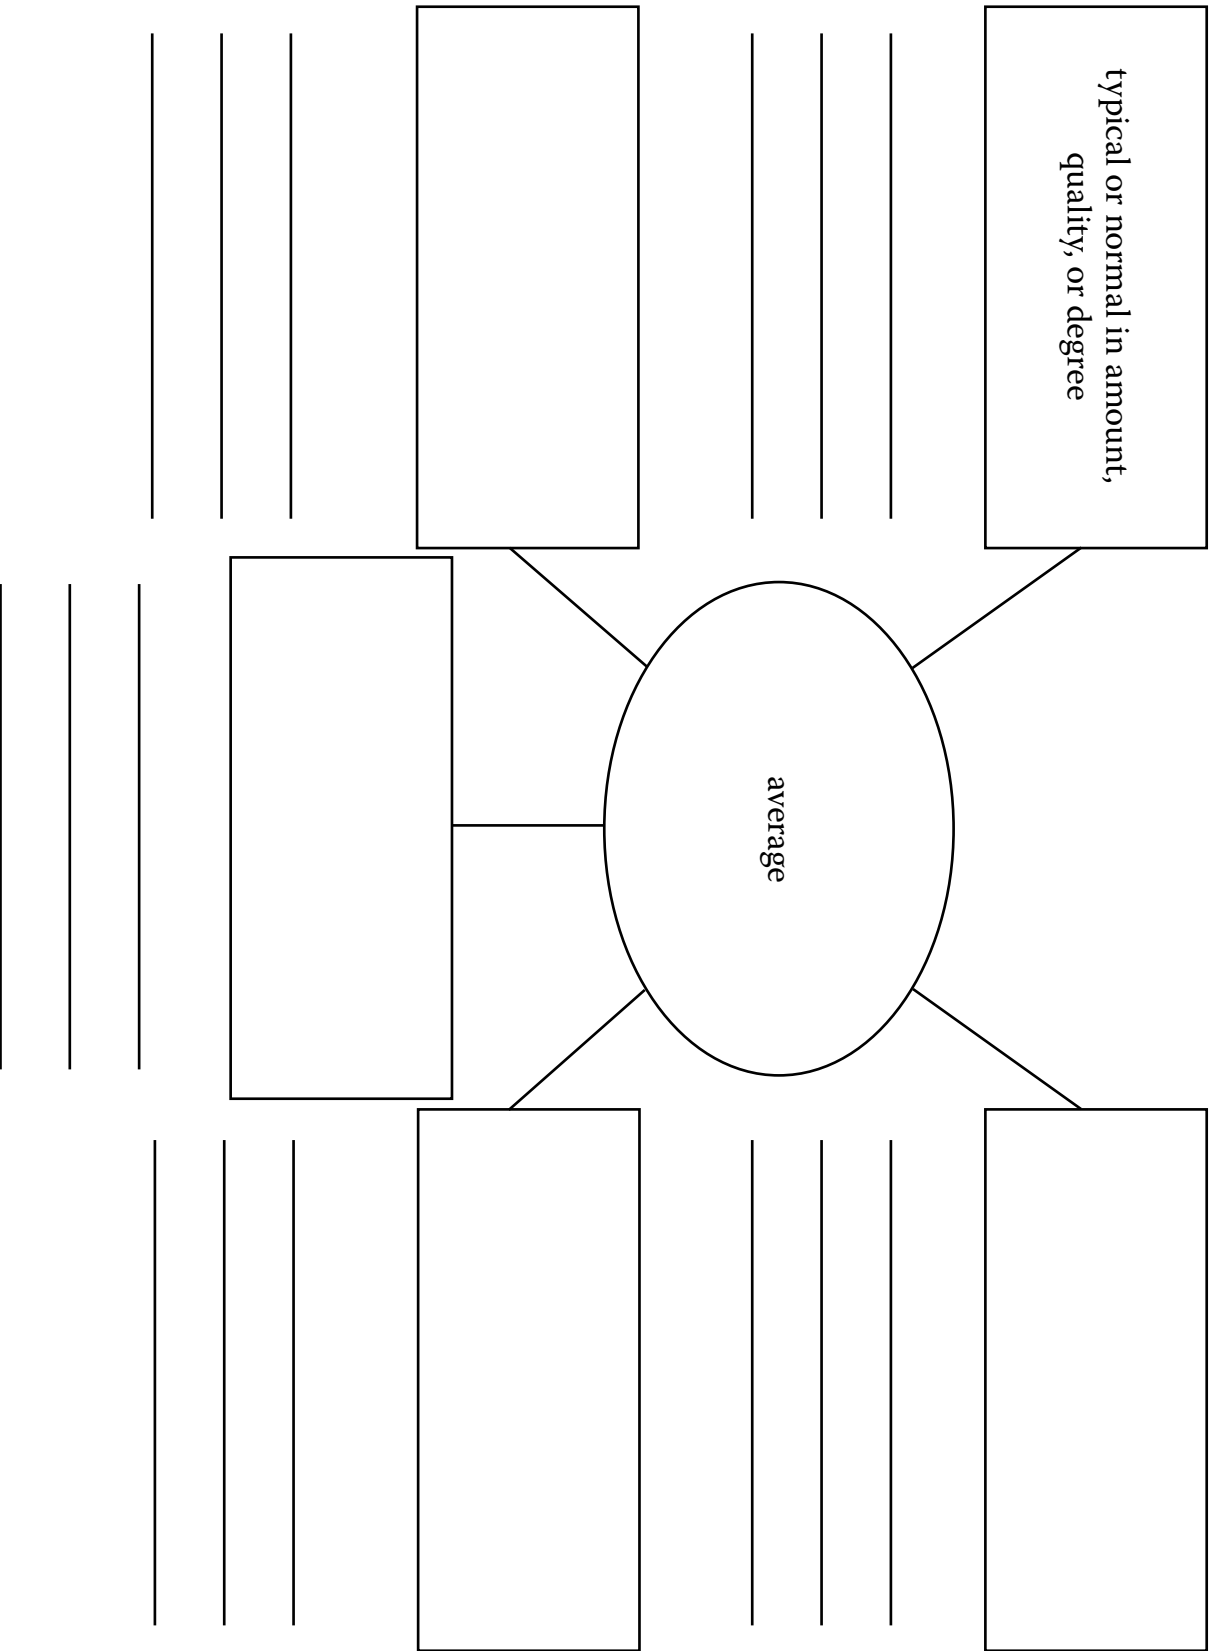 typical or normal in amount,
quality, or degree
average